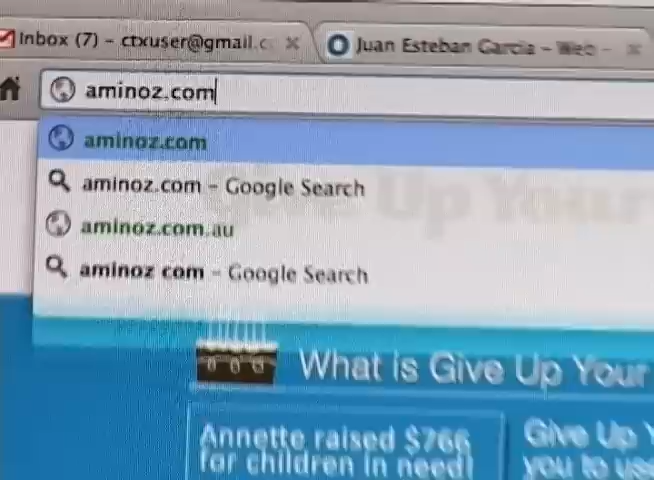 Inbox (7) - ctxuser@gmail.c
Juan Esteban Garcia - Web -
aminoz.com
aminoz.com
aminoz.com - Google Search
aminoz.com.au
aminoz com - Google Search
Give Up Your
What is Give Up Your
Annette raised $766
for children in need!
Give Up Y
you to use